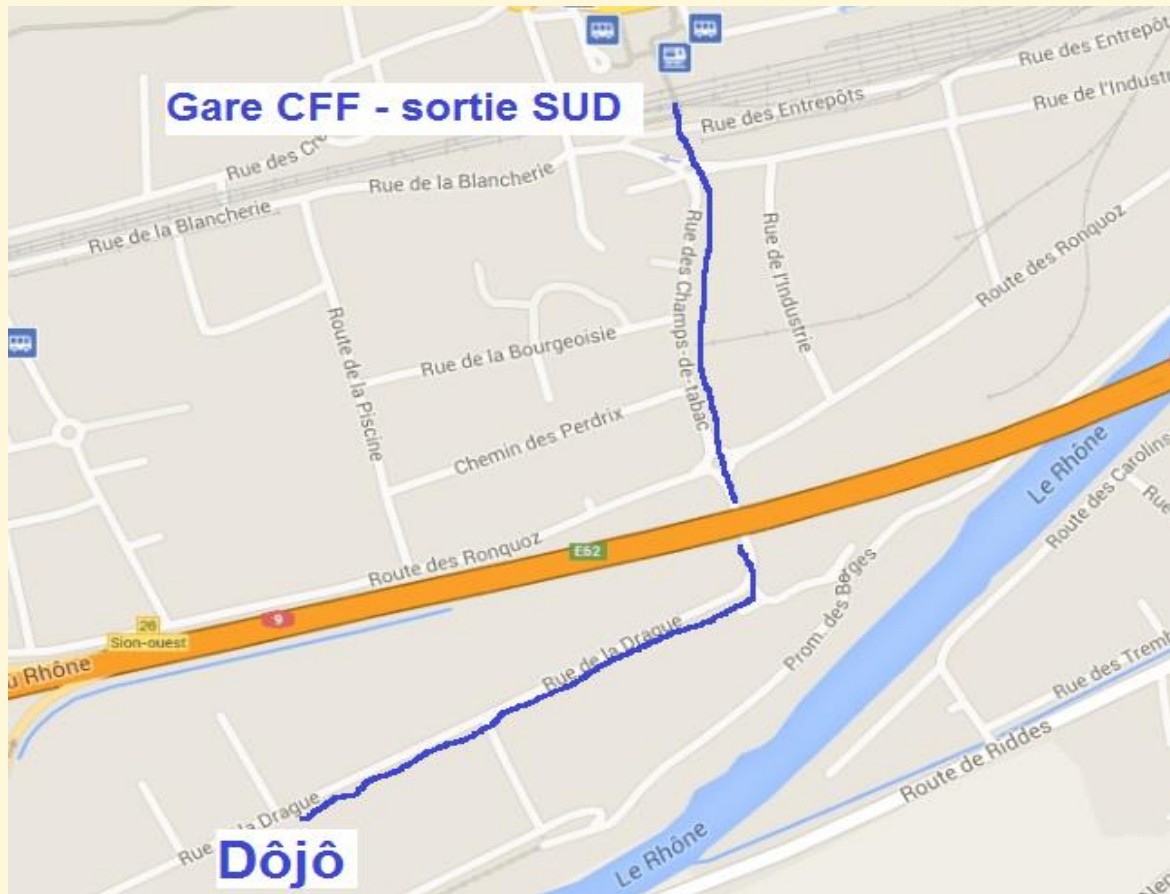 Gare CFF - sortie SUD
Rue des Entrepôts
Rue de l'Industr
Rue des Entrepôts
Rue des Cr
Rue de la Blancherie
Rue de la Blancherie
Rue des Champs-de-tabac
Rue de l'Industrie
Route des Ronquoz
Route de la Piscine
Rue de la Bourgeoisie
Chemin des Perdrix
Le Rhône
Route des Carolins
Rue
Route des Ronquoz
E62
9
26
Sion-ouest
u Rhône
Prom. des Berges
Rue de la Drague
Rue des Trem
Route de Riddes
Rue la Drague
Dôjô
Le Rhône